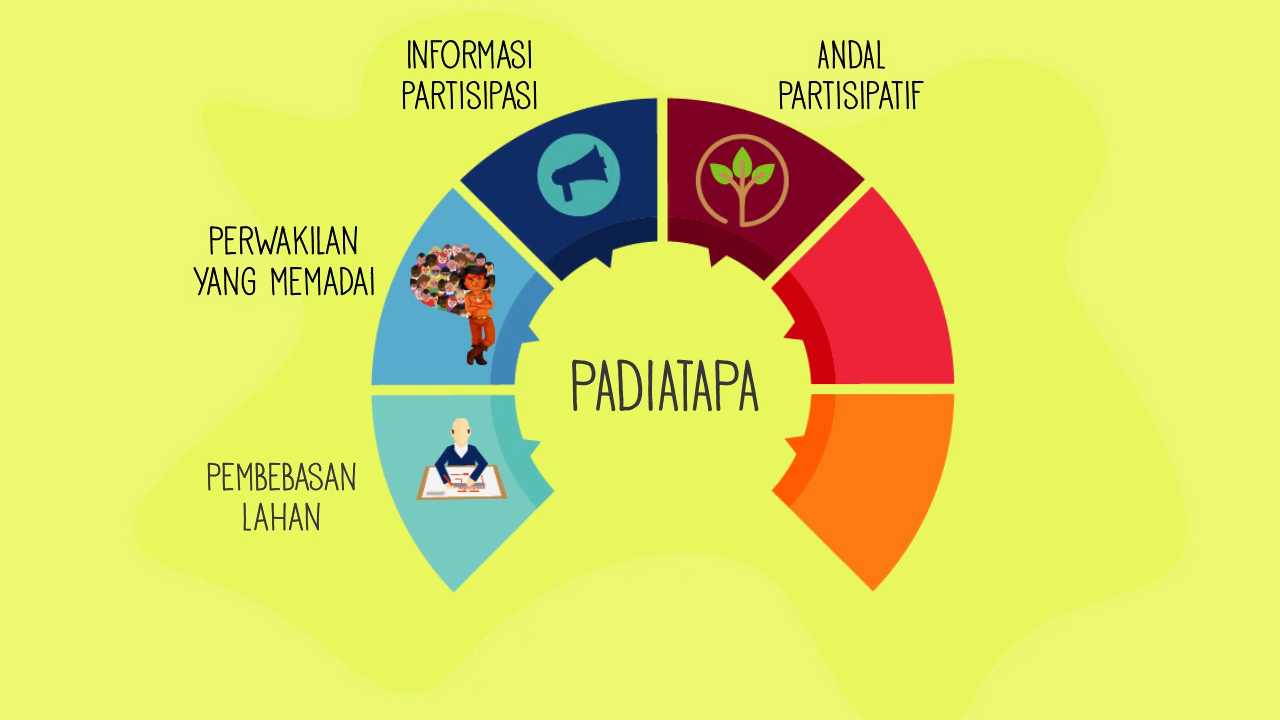 INFORMASI
PARTISIPASI
ANDAL
PARTISIPATIF
PERWAKILAN
YANG MEMADAI
PADIATAPA
PEMBEBASAN
LAHAN